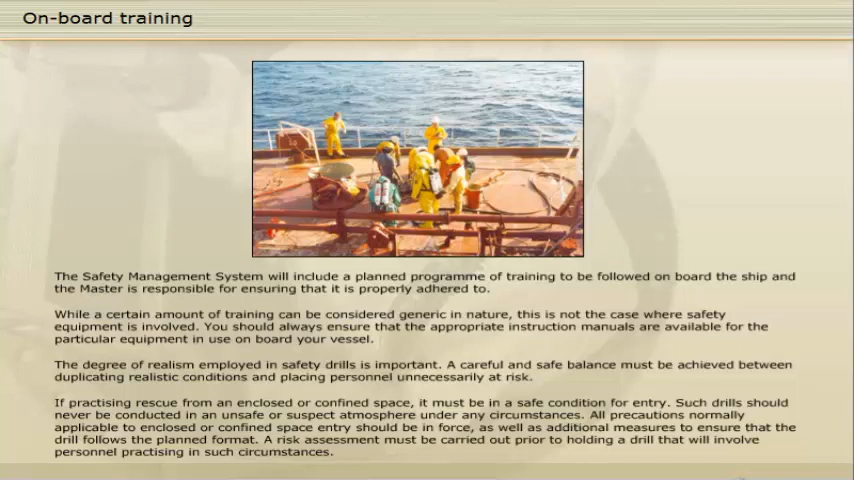 On-board training
The Safety Management System will include a planned programme of training to be followed on board the ship and
the Master is responsible for ensuring that it is properly adhered to.
While a certain amount of training can be considered generic in nature, this is not the case where safety
equipment is involved. You should always ensure that the appropriate instruction manuals are available for the
particular equipment in use on board your vessel.
The degree of realism employed in safety drills is important. A careful and safe balance must be achieved between
duplicating realistic conditions and placing personnel unnecessarily at risk.
If practising rescue from an enclosed or confined space, it must be in a safe condition for entry. Such drills should
never be conducted in an unsafe or suspect atmosphere under any circumstances. All precautions normally
applicable to enclosed or confined space entry should be in force, as well as additional measures to ensure that the
drill follows the planned format. A risk assessment must be carried out prior to holding a drill that will involve
personnel practising in such circumstances.